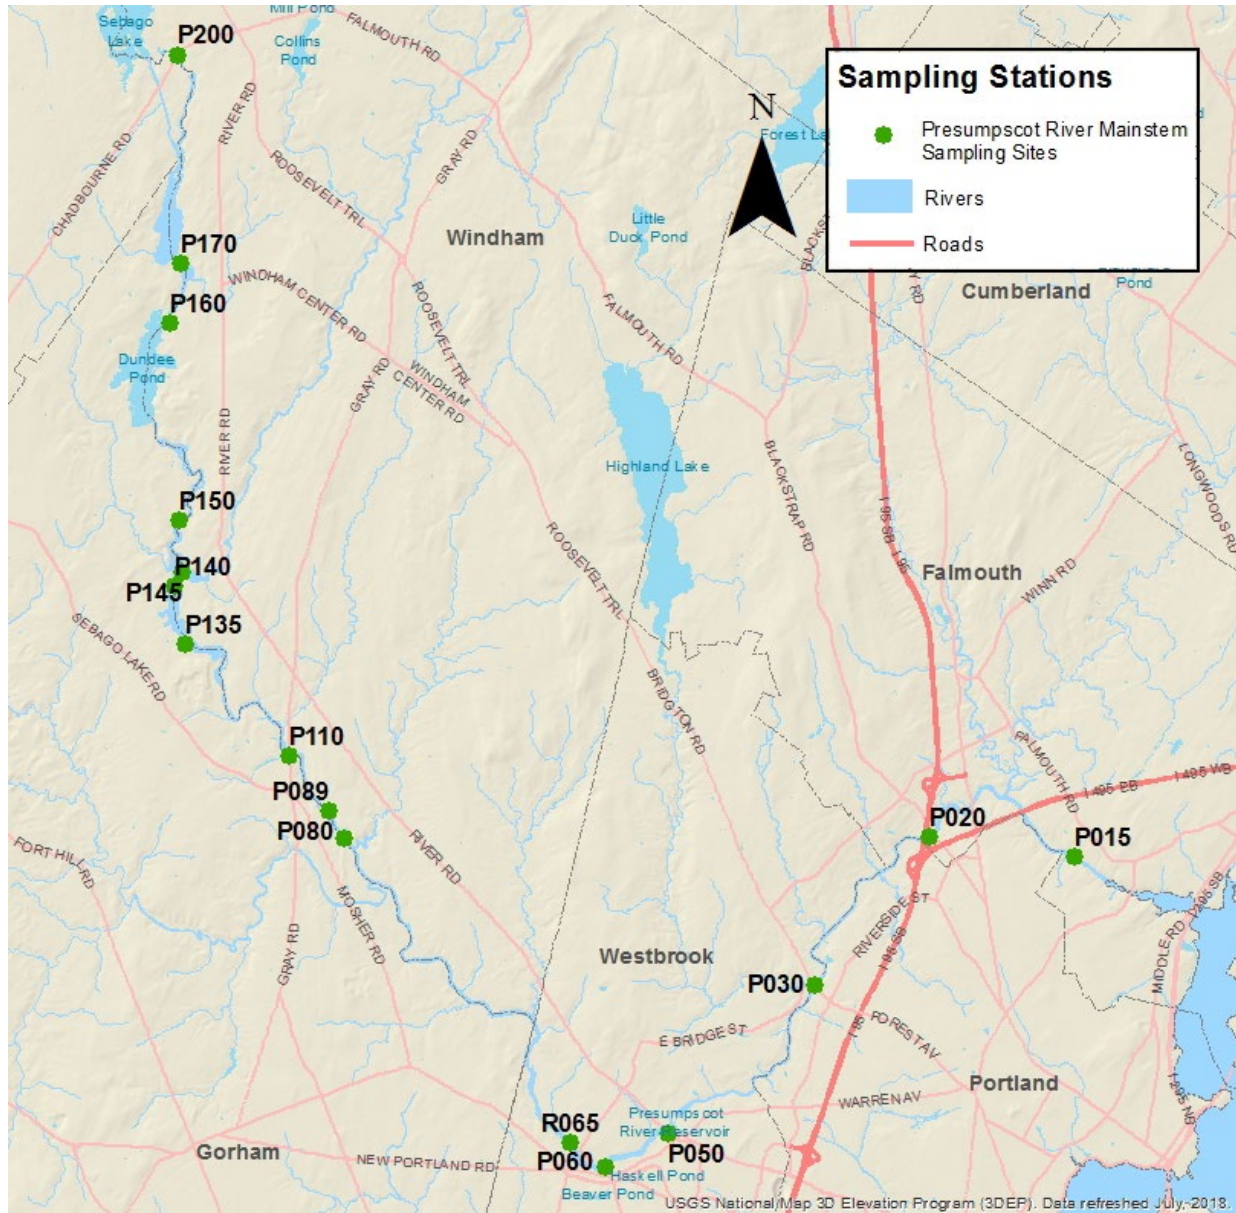 Sebago
Lake
Mill Pond
Collins
Pond
P200
FALMOUTH RD
RIVER RD
CHADBOURNE RD
ROOSEVELT TRL
GRAY RD
N
Forest La
Sampling Stations
Presumpscot River Mainstem
Sampling Sites
Rivers
Roads
Little
Duck Pond
Windham
BLACKS
P170
WINDHAM CENTER RD
ROOSEVELT TRL
FALMOUTH RD
Y RD
Pond
Cumberland
P160
Dundee
Pond
GRAY RD
WINDHAM
CENTER RD
RIVER RD
Highland Lake
BLACKSTRAP RD
LONGWOODS RD
P150
I 95 SB
I 95
ROOSEVELT TRL
P140
P145
Falmouth
WINN RD
P135
SEBAGO LAKE RD
BRIDGTON RD
P110
FALMOUTH RD
I 495 EB
I 495 WB
P089
P080
P020
P015
FORT HILL RD
RIVER RD
MOSHER RD
GRAY RD
RIVERSIDE ST
I 95 SB
I 295 SB
MIDDLE RD
Westbrook
P030
E BRIDGE ST
I 95
FOREST AV
Portland
WARREN AV
I 295 NB
Presumpscot
River Reservoir
R065
P060
P050
Gorham
NEW PORTLAND RD
Haskell Pond
Beaver Pond
USGS National Map 3D Elevation Program (3DEP). Data refreshed July, 2018.